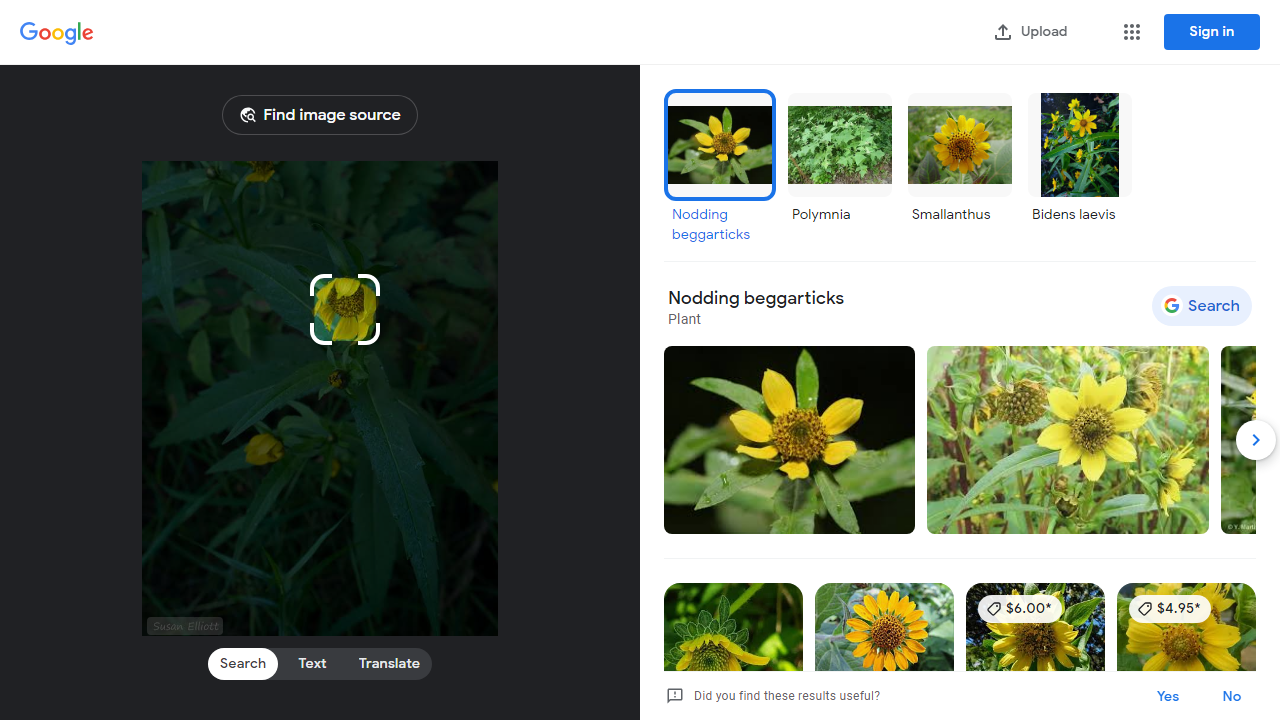 Google
Upload
Sign in
Find image source
Susan Elliott
Search
Text
Translate
Nodding
beggarticks
Polymnia
Smallanthus
Bidens laevis
Nodding beggarticks
Plant
Search
$6.00*
$4.95*
Did you find these results useful?
Yes
No